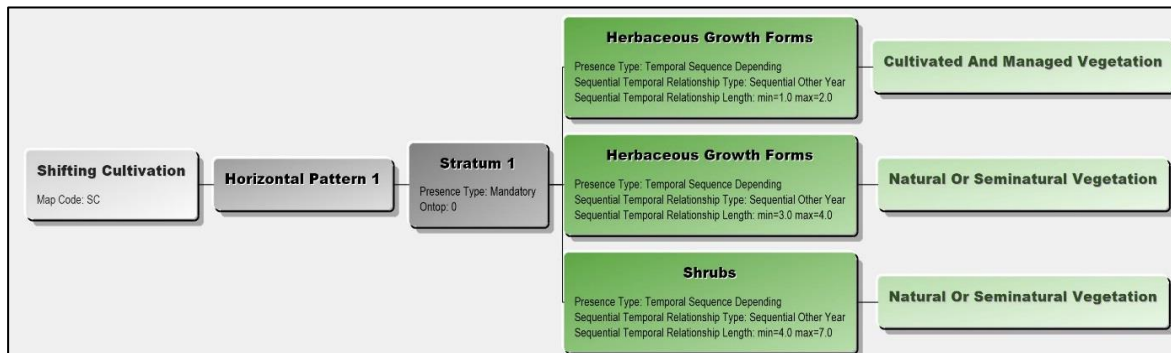 Shifting Cultivation
Map Code: SC
Horizontal Pattern 1
Stratum 1
Presence Type: Mandatory
Ontop: 0
Herbaceous Growth Forms
Presence Type: Temporal Sequence Depending
Sequential Temporal Relationship Type: Sequential Other Year
Sequential Temporal Relationship Length: min=1.0 max=2.0
Cultivated And Managed Vegetation
Herbaceous Growth Forms
Presence Type: Temporal Sequence Depending
Sequential Temporal Relationship Type: Sequential Other Year
Sequential Temporal Relationship Length: min=3.0 max=4.0
Natural Or Seminatural Vegetation
Shrubs
Presence Type: Temporal Sequence Depending
Sequential Temporal Relationship Type: Sequential Other Year
Sequential Temporal Relationship Length: min=4.0 max=7.0
Natural Or Seminatural Vegetation